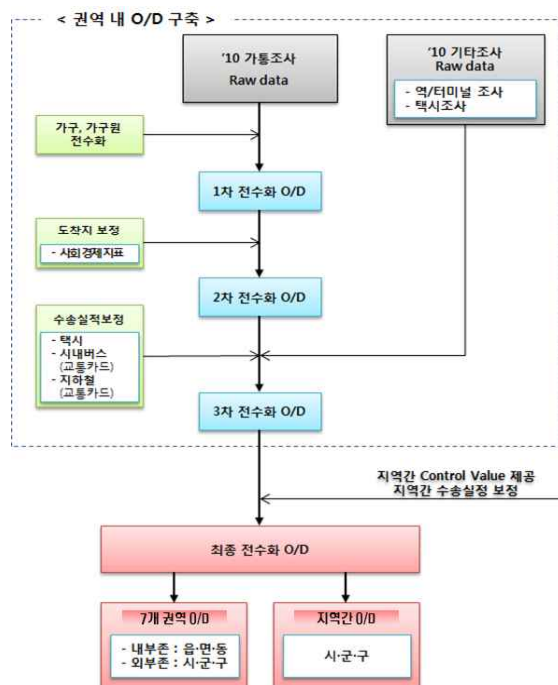 < 권역 내 O/D 구축 >
'10 가통조사
Raw data
'10 기타조사
Raw data
- 역/터미널 조사
- 택시조사
가구, 가구원
전수화
1차 전수화 O/D
도착지 보정
- 사회경제지표
2차 전수화 O/D
수송실적보정
- 택시
- 시내버스
(교통카드)
- 지하철
(교통카드)
3차 전수화 O/D
지역간 Control Value 제공
지역간 수송실정 보정
최종 전수화 O/D
7개 권역 O/D
- 내부존 : 읍·면·동
- 외부존 : 시·군·구
지역간 O/D
시·군·구